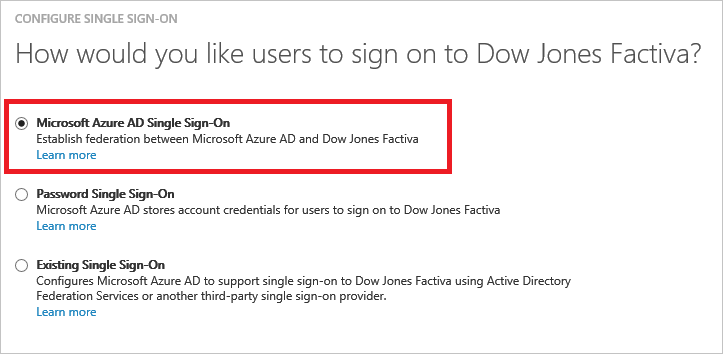 CONFIGURE SINGLE SIGN-ON
How would you like users to sign on to Dow Jones Factiva?
Microsoft Azure AD Single Sign-On
Establish federation between Microsoft Azure AD and Dow Jones Factiva
Learn more
Password Single Sign-On
Microsoft Azure AD stores account credentials for users to sign on to Dow Jones Factiva
Learn more
Existing Single Sign-On
Configures Microsoft Azure AD to support single sign-on to Dow Jones Factiva using Active Directory
Federation Services or another third-party single sign-on provider.
Learn more